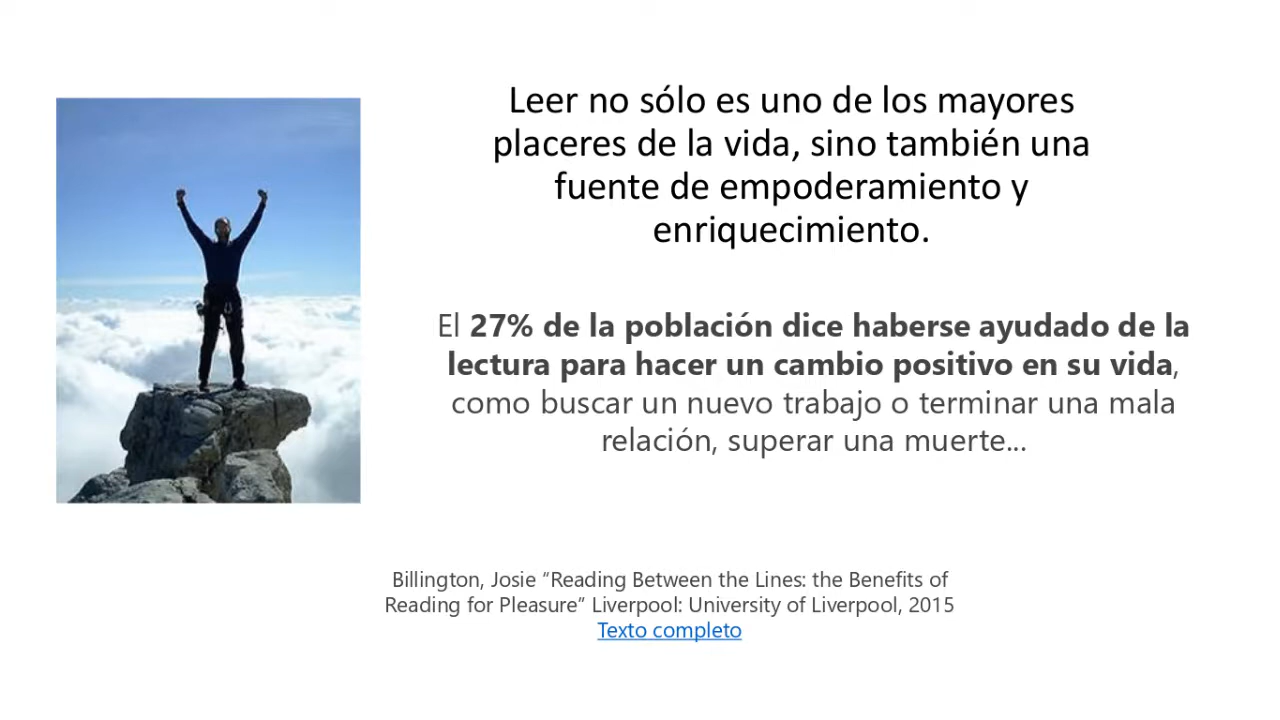 Leer no sólo es uno de los mayores
placeres de la vida, sino también una
fuente de empoderamiento y
enriquecimiento.
El 27% de la población dice haberse ayudado de la
lectura para hacer un cambio positivo en su vida,
como buscar un nuevo trabajo o terminar una mala
relación, superar una muerte...
Billington, Josie “Reading Between the Lines: the Benefits of
Reading for Pleasure” Liverpool: University of Liverpool, 2015
Texto completo